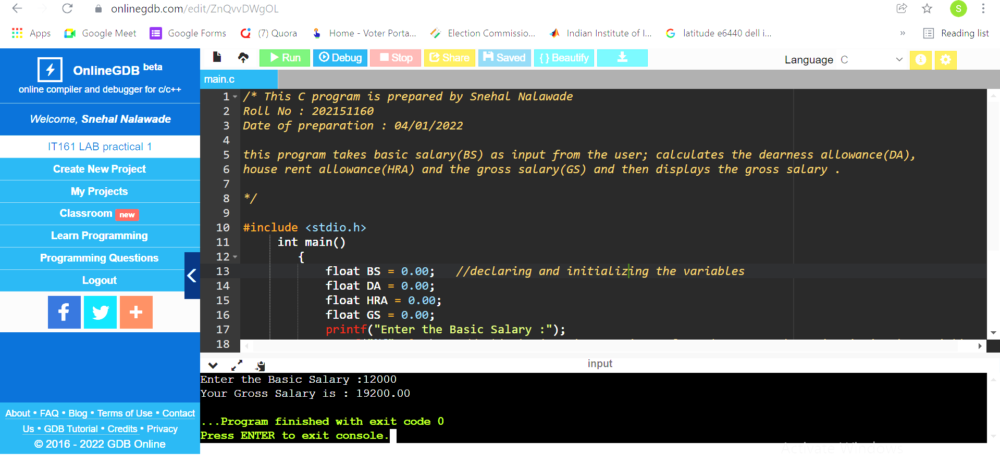 onlinegdb.com/edit/ZnQvvDWgOL
S
Apps
Google Meet
Google Forms
(7) Quora
Home - Voter Porta...
Election Commissio...
Indian Institute of I...
latitude e6440 dell i...
»
Reading list
OnlineGDB beta
online compiler and debugger for c/c++
Welcome, Snehal Nalawade
IT161 LAB practical 1
Create New Project
My Projects
Classroom new
Learn Programming
Programming Questions
Logout
About • FAQ • Blog • Terms of Use • Contact
Us • GDB Tutorial • Credits • Privacy
© 2016 - 2022 GDB Online
Run
Debug
Stop
Share
Saved
{ } Beautify
Language C
main.c
1 /* This C program is prepared by Snehal Nalawade
2 Roll No : 202151160
3 Date of preparation : 04/01/2022
4
5 this program takes basic salary(BS) as input from the user; calculates the dearness allowance(DA),
6 house rent allowance(HRA) and the gross salary(GS) and then displays the gross salary .
7
8 */
9
10 #include <stdio.h>
11 int main()
12 {
13 float BS = 0.00; //declaring and initializing the variables
14 float DA = 0.00;
15 float HRA = 0.00;
16 float GS = 0.00;
17 printf("Enter the Basic Salary :");
18
input
Enter the Basic Salary :12000
Your Gross Salary is : 19200.00
...Program finished with exit code 0
Press ENTER to exit console.
Activate Windows